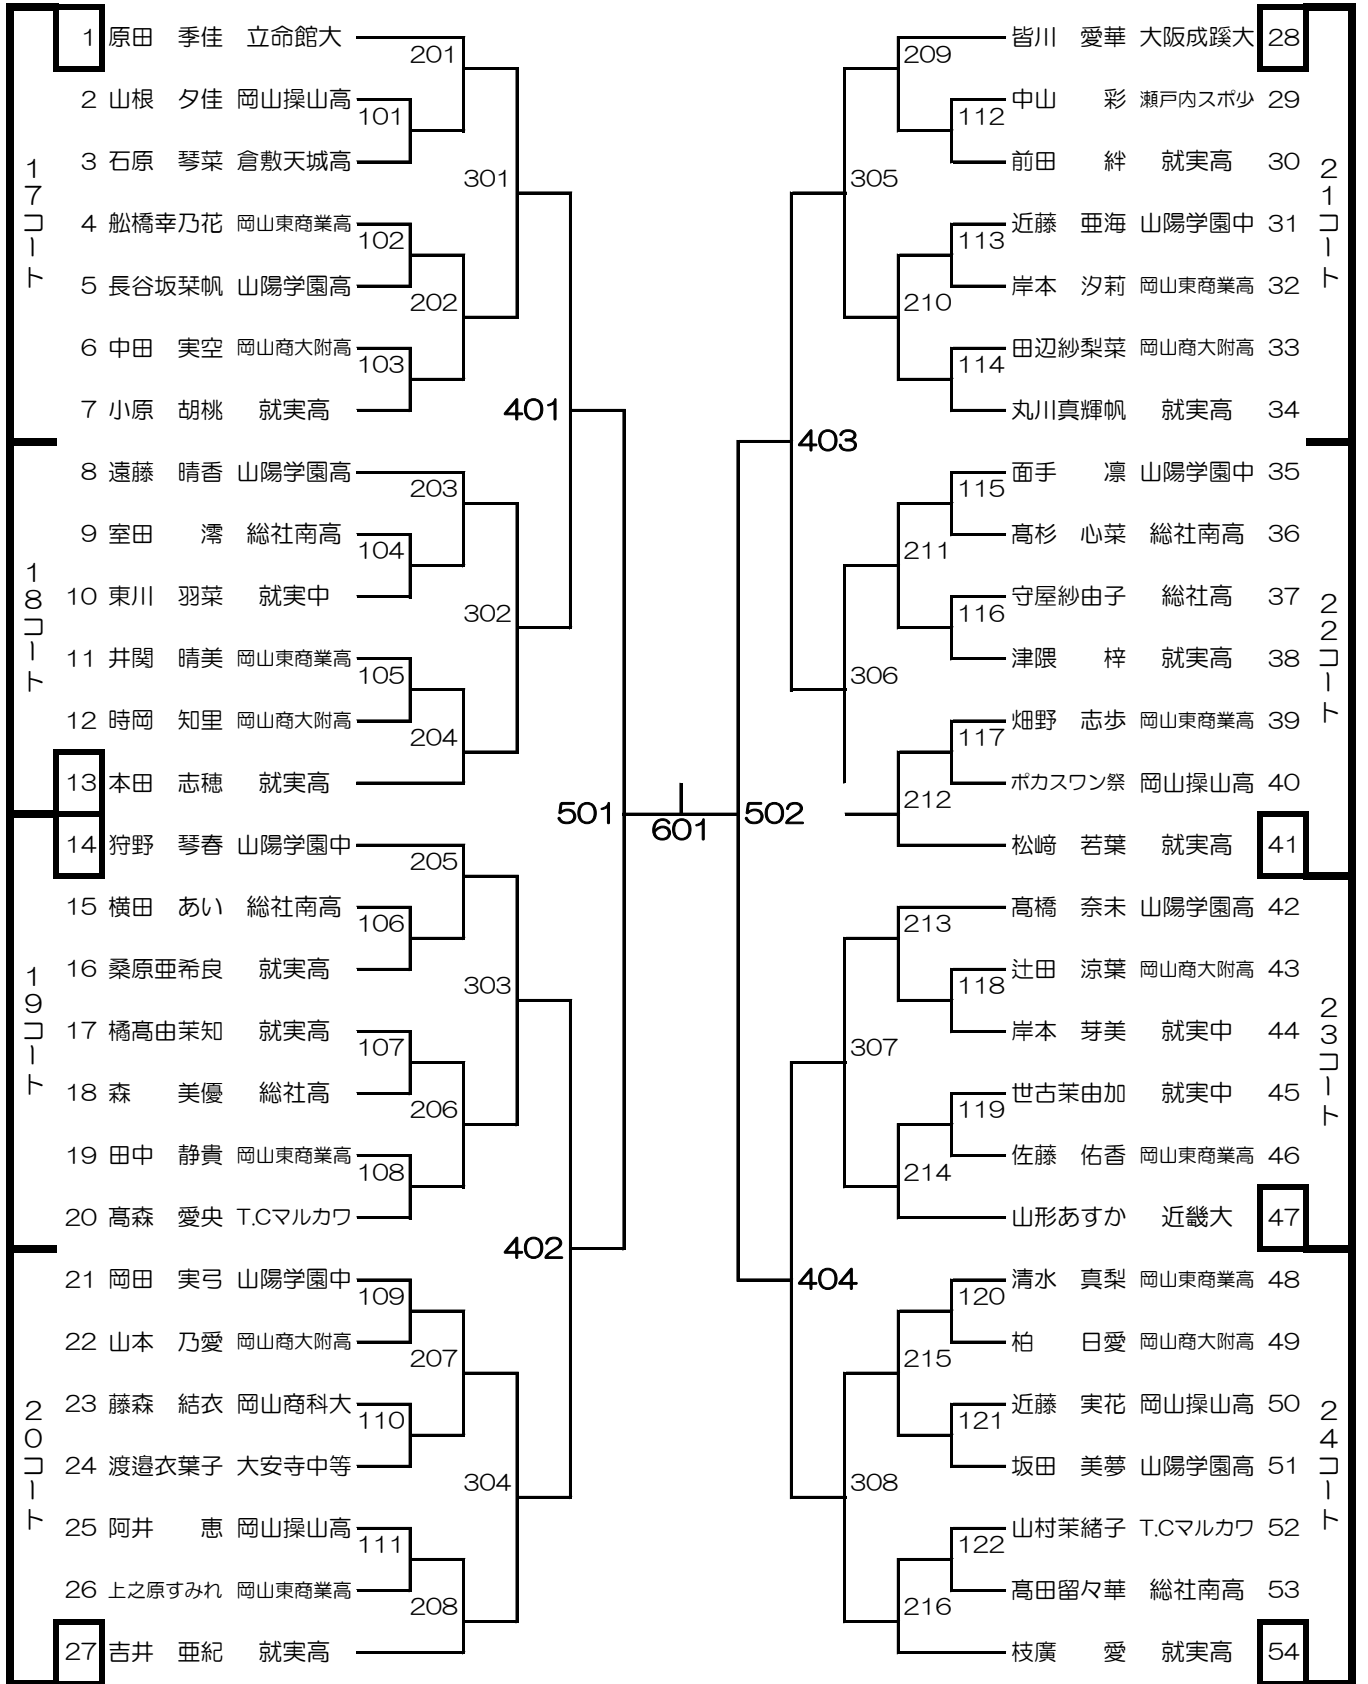 17コート
1 原田 季佳 立命館大
2 山根 夕佳 岡山操山高
3 石原 琴菜 倉敷天城高
4 舩橋幸乃花 岡山東商業高
5 長谷坂栞帆 山陽学園高
6 中田 実空 岡山商大附高
7 小原 胡桃 就実高
18コート
8 遠藤 晴香 山陽学園高
9 室田 澪 総社南高
10 東川 羽菜 就実中
11 井関 晴美 岡山東商業高
12 時岡 知里 岡山商大附高
13 本田 志穂 就実高
19コート
14 狩野 琴春 山陽学園中
15 横田 あい 総社南高
16 桑原亜希良 就実高
17 橘髙由茉知 就実高
18 森 美優 総社高
19 田中 静貴 岡山東商業高
20 髙森 愛央 T.Cマルカワ
20コート
21 岡田 実弓 山陽学園中
22 山本 乃愛 岡山商大附高
23 藤森 結衣 岡山商科大
24 渡邉衣葉子 大安寺中等
25 阿井 恵 岡山操山高
26 上之原すみれ 岡山東商業高
27 吉井 亜紀 就実高
101
102
103
104
105
106
107
108
109
110
111
201
202
203
204
205
206
207
208
301
302
303
304
401
402
501
601
502
403
404
305
306
307
308
209
210
211
212
213
214
215
216
112
113
114
115
116
117
118
119
120
121
122
皆川 愛華 大阪成蹊大 28
中山 彩 瀬戸内スポ少 29
前田 絆 就実高 30
近藤 亜海 山陽学園中 31
岸本 汐莉 岡山東商業高 32
田辺紗梨菜 岡山商大附高 33
丸川真輝帆 就実高 34
21コート
面手 凛 山陽学園中 35
髙杉 心菜 総社南高 36
守屋紗由子 総社高 37
津隈 梓 就実高 38
畑野 志歩 岡山東商業高 39
ポカスワン祭 岡山操山高 40
松﨑 若葉 就実高 41
22コート
髙橋 奈未 山陽学園高 42
辻田 涼葉 岡山商大附高 43
岸本 芽美 就実中 44
世古茉由加 就実中 45
佐藤 佑香 岡山東商業高 46
山形あすか 近畿大 47
23コート
清水 真梨 岡山東商業高 48
柏 日愛 岡山商大附高 49
近藤 実花 岡山操山高 50
坂田 美夢 山陽学園高 51
山村茉緒子 T.Cマルカワ 52
髙田留々華 総社南高 53
枝廣 愛 就実高 54
24コート